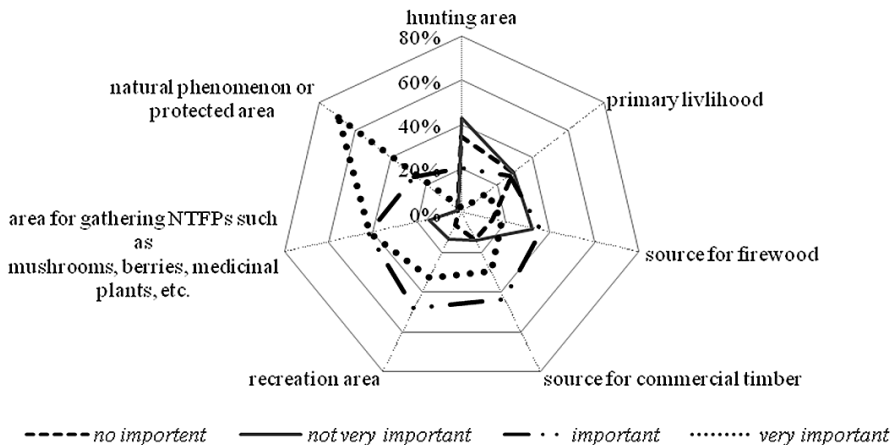 hunting area
80%
60%
40%
20%
0%
natural phenomenon or
protected area
primary livlihood
area for gathering NTFPs such
as
mushrooms, berries, medicinal
plants, etc.
source for firewood
recreation area
source for commercial timber
no importent
not very important
important
very important